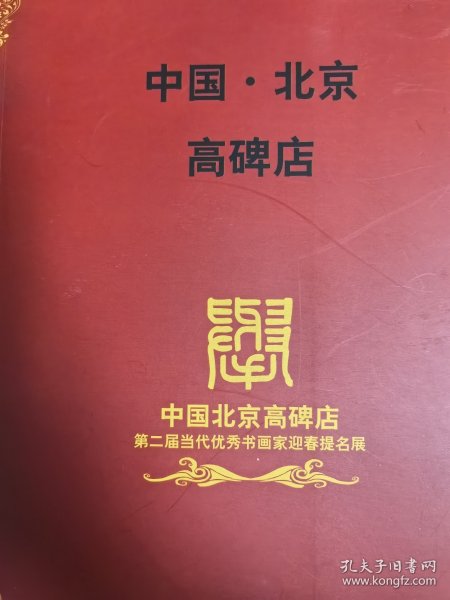 中国·北京
高碑店
中国北京高碑店
第二届当代优秀书画家迎春提名展
孔夫子旧书网
www.kongfz.com